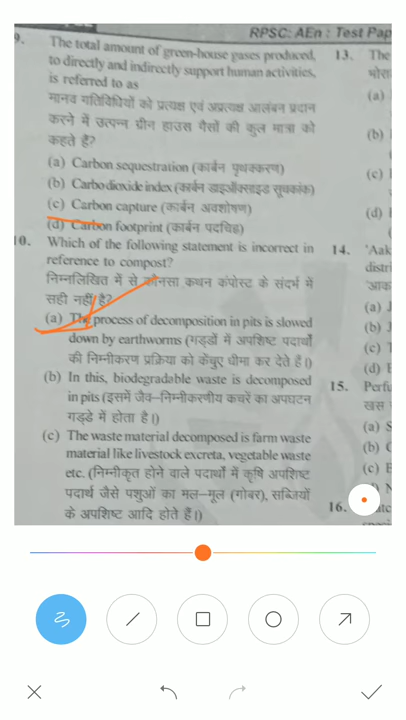 RPSC: AEn : Test Pap
9. The total amount of green-house gases produced,
to directly and indirectly support human activities,
is referred to as
मानव गतिविधियों को प्रत्यक्ष एवं अप्रत्यक्ष आलंबन प्रदान
करने में उत्पन्न ग्रीन हाउस गैसों की कुल मात्रा को
कहते हैं?
(a) Carbon sequestration (कार्बन पृथक्करण)
(b) Carbo dioxide index (कार्बन डाइऑक्साइड सूचकांक)
(c) Carbon capture (कार्बन अवशोषण)
(d) Carbon footprint (कार्बन पदचिह्न)
10. Which of the following statement is incorrect in
reference to compost?
निम्नलिखित में से कौनसा कथन कंपोस्ट के संदर्भ में
सही नहीं है?
(a) The process of decomposition in pits is slowed
down by earthworms (गड्ढों में अपशिष्ट पदार्थों
की निम्नीकरण प्रक्रिया को केंचुए धीमा कर देते हैं।)
(b) In this, biodegradable waste is decomposed
in pits (इसमें जैव–निम्नीकरणीय कचरे का अपघटन
गड्डे में होता है।)
(c) The waste material decomposed is farm waste
material like livestock excreta, vegetable waste
etc. (निम्नीकृत होने वाले पदार्थों में कृषि अपशिष्ट
पदार्थ जैसे पशुओं का मल–मूल (गोबर), सब्जियों
के अपशिष्ट आदि होते हैं।)
13. The
(a)
(b)
(c)
(d)
14. 'Aak
distri
'आक
(a) J
(b) J
(c)
(d)
15. Perfu
खस
(a) S
(b)
(c)
16.